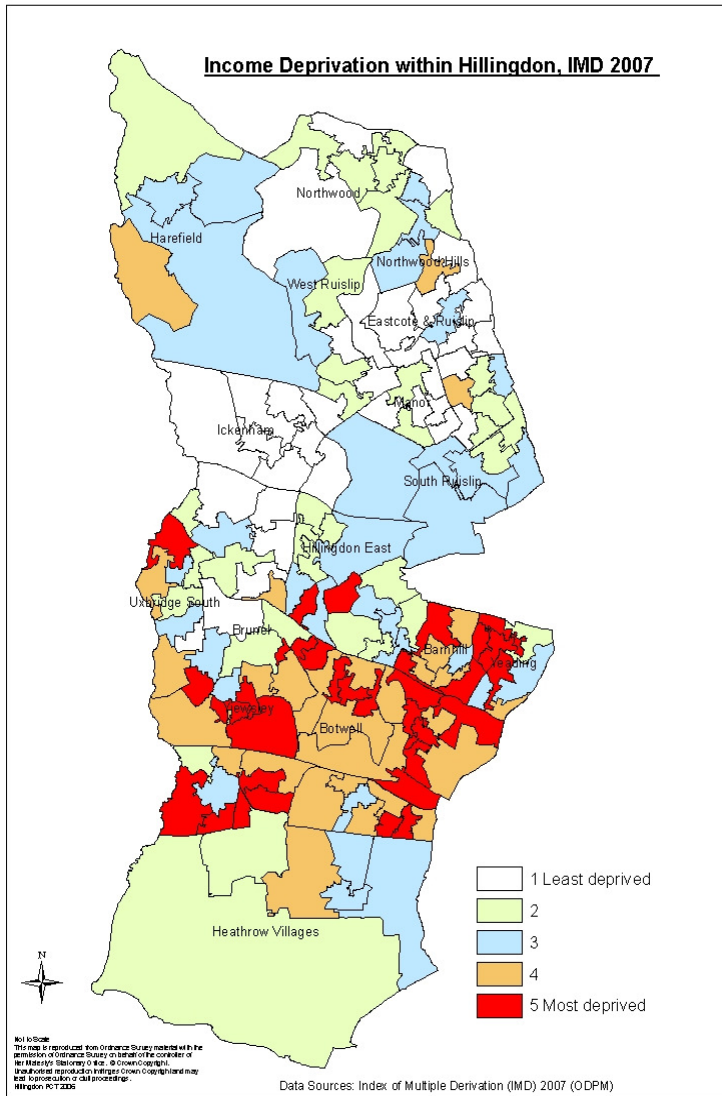 Income Deprivation within Hillingdon, IMD 2007
Northwood
Harefield
Northwood Hills
West Ruislip
Eastcote & Ruislip
Manor
Ickenham
South Ruislip
Hillingdon East
Uxbridge South
Brunel
Barnhill
Yeading
Yiewsley
Botwell
1 Least deprived
2
3
4
5 Most deprived
Heathrow Villages
N
Not to Scale
This map is reproduced from Ordnance Survey material with the
permission of Ordnance Survey on behalf of the controller of
Her Majesty's Stationary Office. © Crown Copyright.
Unauthorised reproduction infringes Crown Copyright and may
lead to prosecution or civil proceedings.
Hillingdon PCT 2006
Data Sources: Index of Multiple Derivation (IMD) 2007 (ODPM)